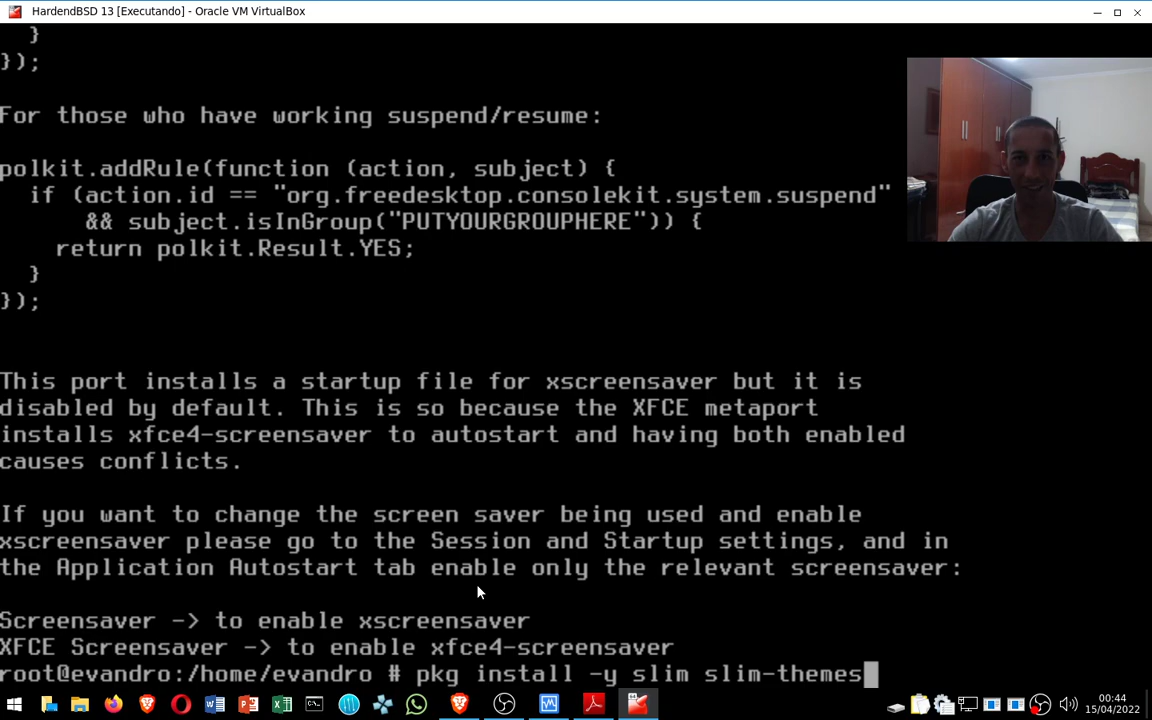 HardendBSD 13 [Executando] - Oracle VM VirtualBox
}
});
For those who have working suspend/resume:
polkit.addRule(function (action, subject) {
if (action.id == "org.freedesktop.consolekit.system.suspend"
&& subject.isInGroup("PUTYOURGROUPHERE")) {
return polkit.Result.YES;
}
});
This port installs a startup file for xscreensaver but it is
disabled by default. This is so because the XFCE metaport
installs xfce4-screensaver to autostart and having both enabled
causes conflicts.
If you want to change the screen saver being used and enable
xscreensaver please go to the Session and Startup settings, and in
the Application Autostart tab enable only the relevant screensaver:
Screensaver -> to enable xscreensaver
XFCE Screensaver -> to enable xfce4-screensaver
root@evandro:/home/evandro # pkg install -y slim slim-themes
00:44
15/04/2022